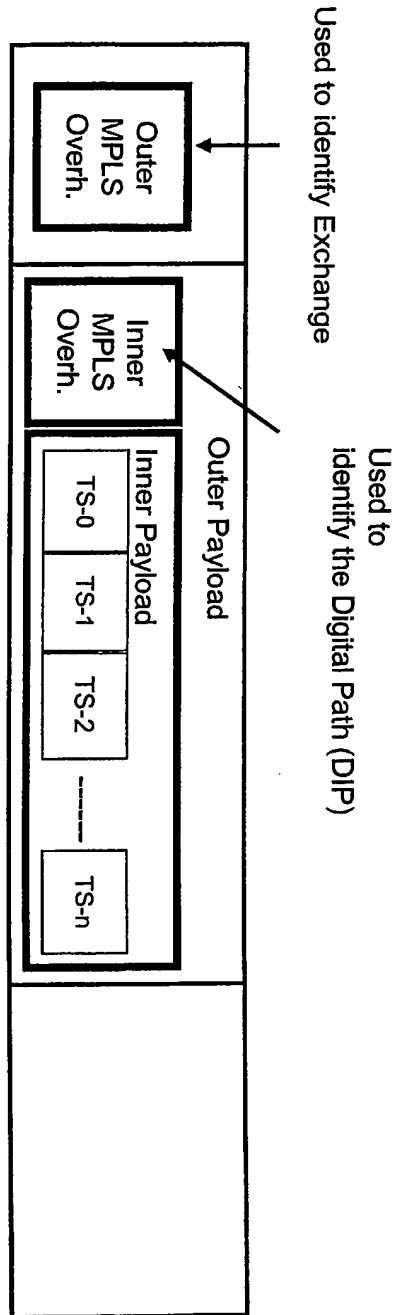 Used to identify Exchange
Used to
identify the Digital Path (DIP)
Outer
MPLS
Overh.
Outer Payload
Inner
MPLS
Overh.
Inner Payload
TS-0
TS-1
TS-2
------
TS-n